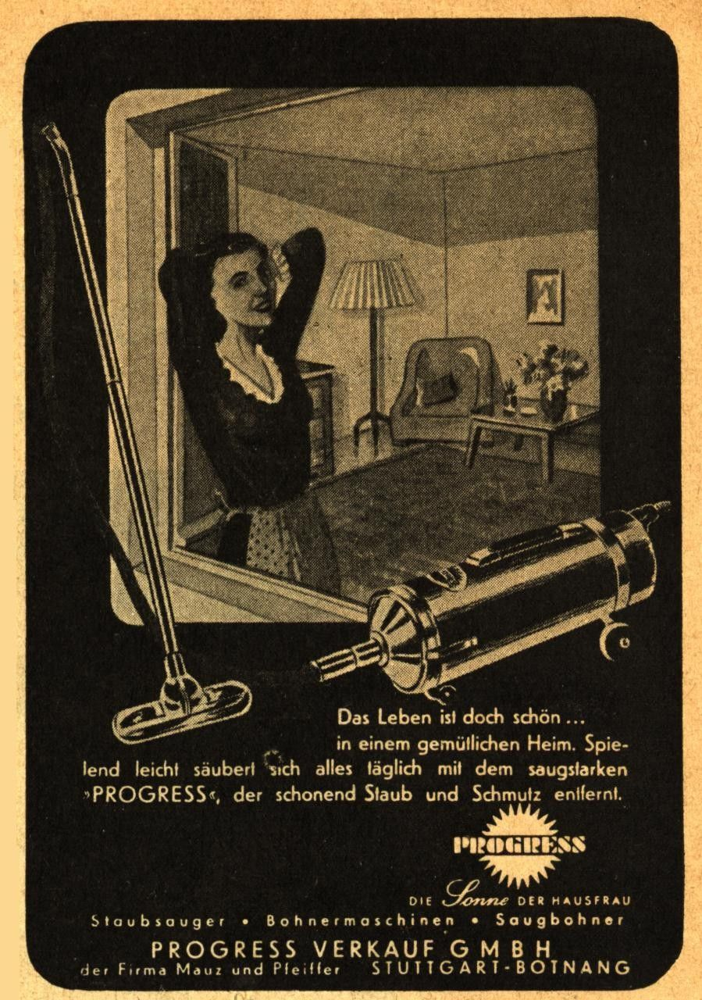 Das Leben ist doch schön ...
in einem gemütlichen Heim. Spie-
lend leicht säubert sich alles täglich mit dem saugstarken
»PROGRESS«, der schonend Staub und Schmutz entfernt.
PROGRESS
DIE Sonne DER HAUSFRAU
Staubsauger • Bohnermaschinen • Saugbohner
PROGRESS VERKAUF GMBH
der Firma Mauz und Pfeiffer STUTTGART-BOTNANG